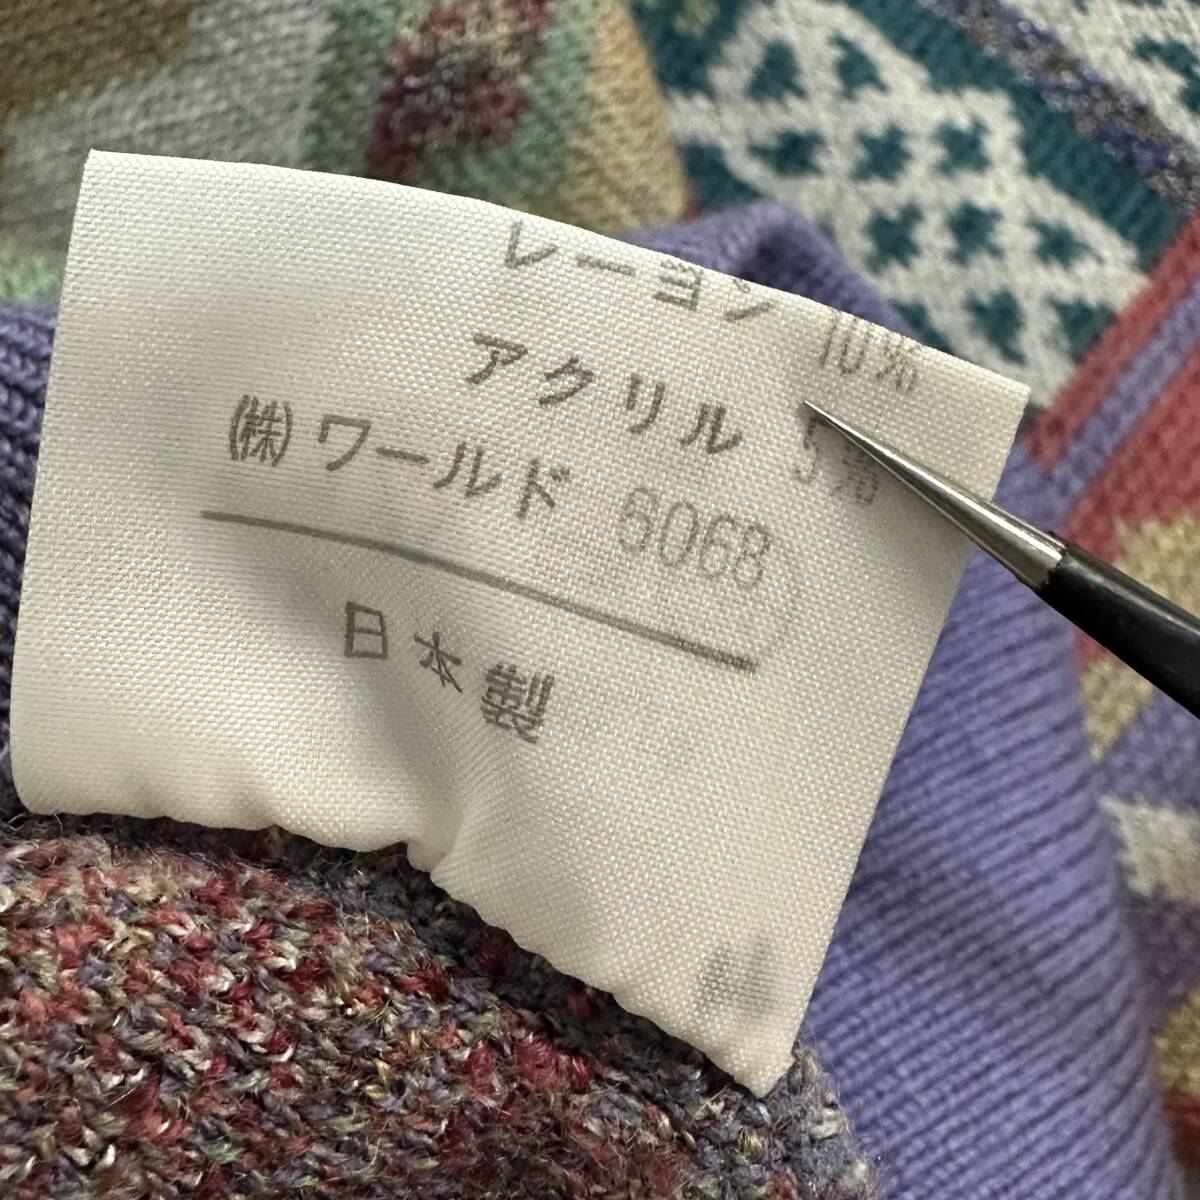 レーヨン 10%
アクリル 5%
㈱ワールド 6068
日本製